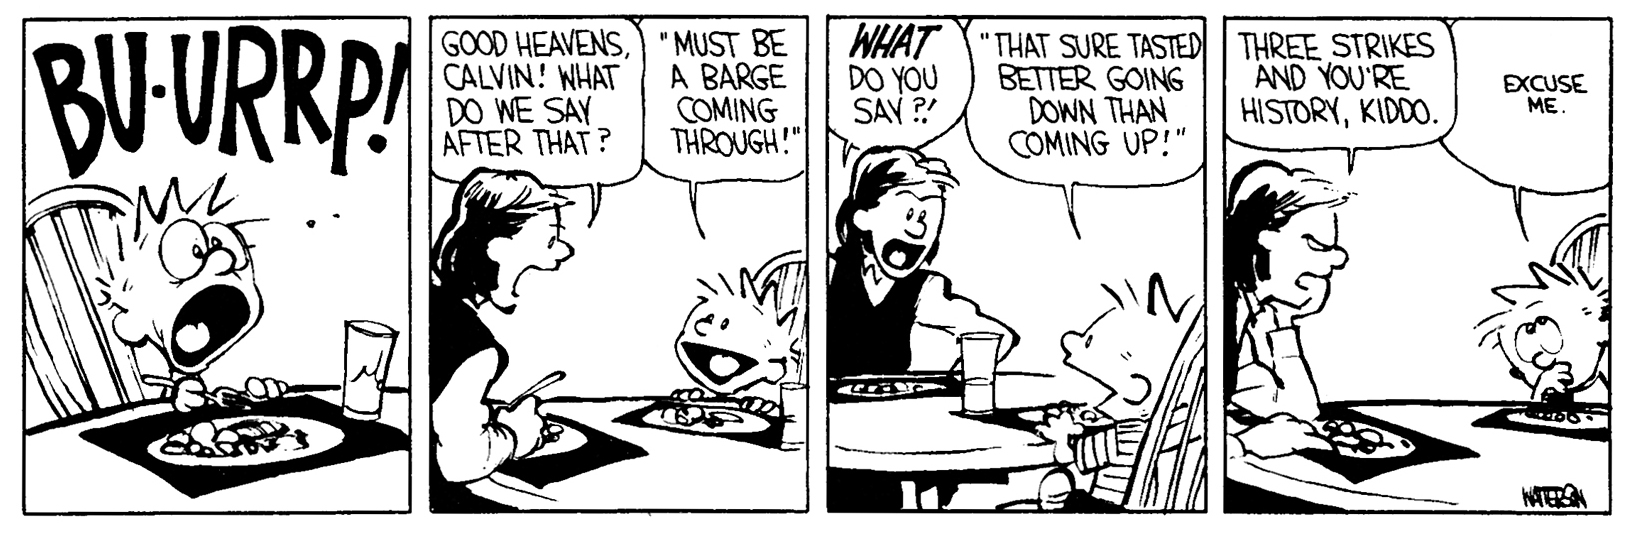 BU-URRP!
GOOD HEAVENS,
CALVIN! WHAT
DO WE SAY
AFTER THAT?
"MUST BE
A BARGE
COMING
THROUGH!"
WHAT
DO YOU
SAY?!
"THAT SURE TASTED
BETTER GOING
DOWN THAN
COMING UP!"
THREE STRIKES
AND YOU'RE
HISTORY, KIDDO.
EXCUSE
ME.
WATTERSON